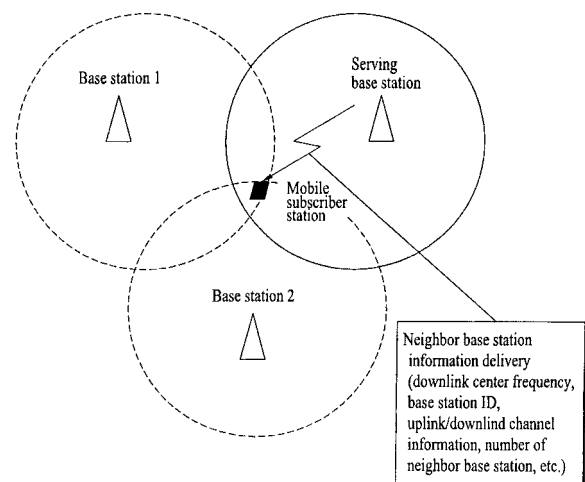 Base station 1
Serving
base station
Mobile
subscriber
station
Base station 2
Neighbor base station
information delivery
(downlink center frequency,
base station ID,
uplink/downlind channel
information, number of
neighbor base station, etc.)